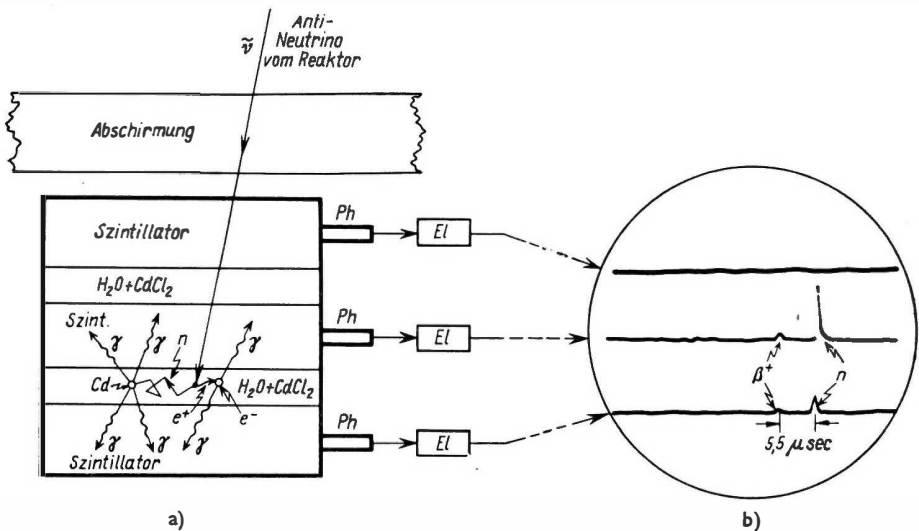 Anti-
Neutrino
vom Reaktor
ṽ
Abschirmung
Szintillator
Ph
El
H₂O+CdCl₂
Szint.
γ
γ
n
γ
Ph
El
Cd
H₂O+CdCl₂
e⁺
e⁻
γ
γ
γ
γ
Szintillator
Ph
El
β⁺
n
5,5 μsec
a)
b)